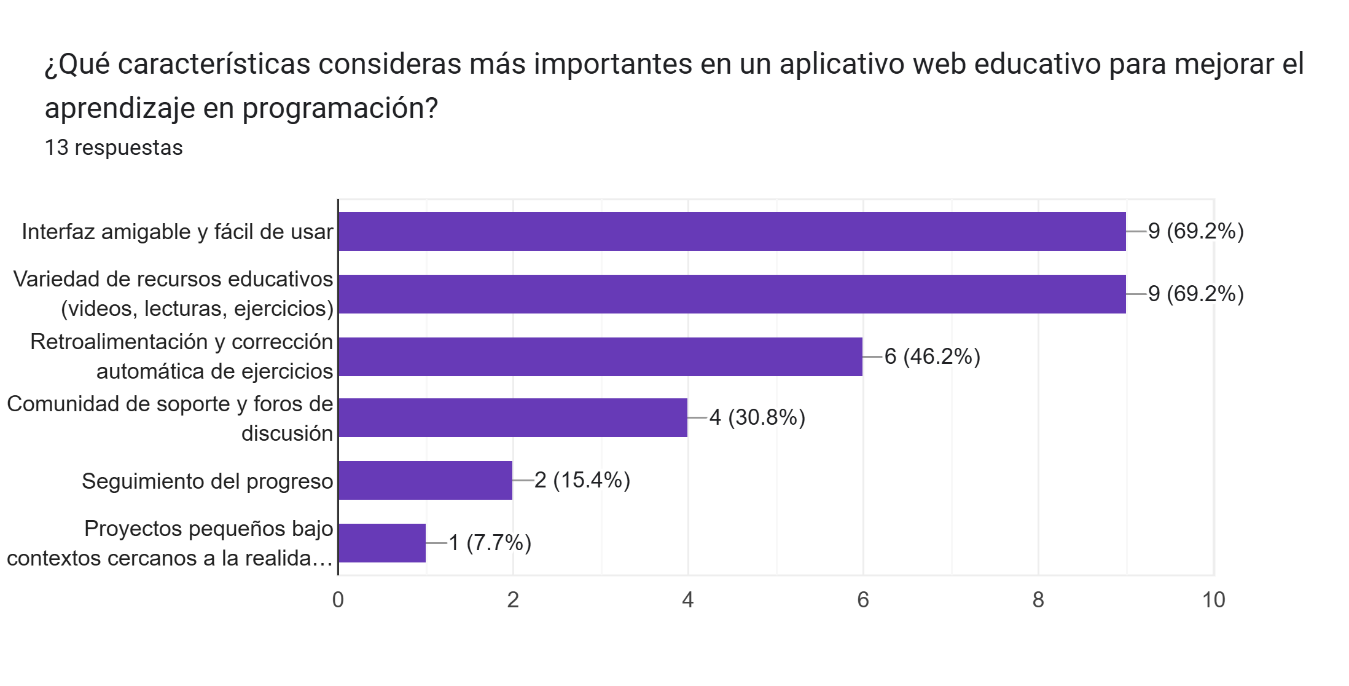 ¿Qué características consideras más importantes en un aplicativo web educativo para mejorar el
aprendizaje en programación?
13 respuestas
Interfaz amigable y fácil de usar
9 (69.2%)
Variedad de recursos educativos
(videos, lecturas, ejercicios)
9 (69.2%)
Retroalimentación y corrección
automática de ejercicios
6 (46.2%)
Comunidad de soporte y foros de
discusión
4 (30.8%)
Seguimiento del progreso
2 (15.4%)
Proyectos pequeños bajo
contextos cercanos a la realida…
1 (7.7%)
0 2 4 6 8 10